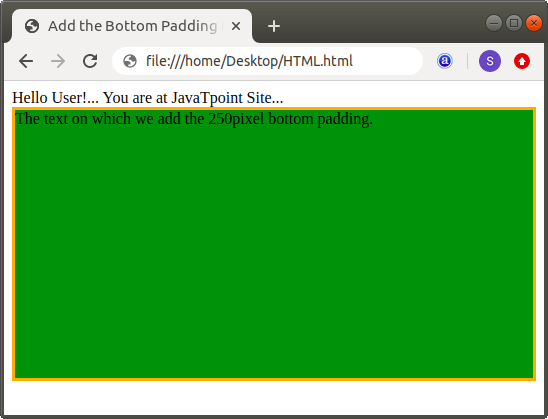 Add the Bottom Padding
file:///home/Desktop/HTML.html
a
S
Hello User!... You are at JavaTpoint Site...
The text on which we add the 250pixel bottom padding.